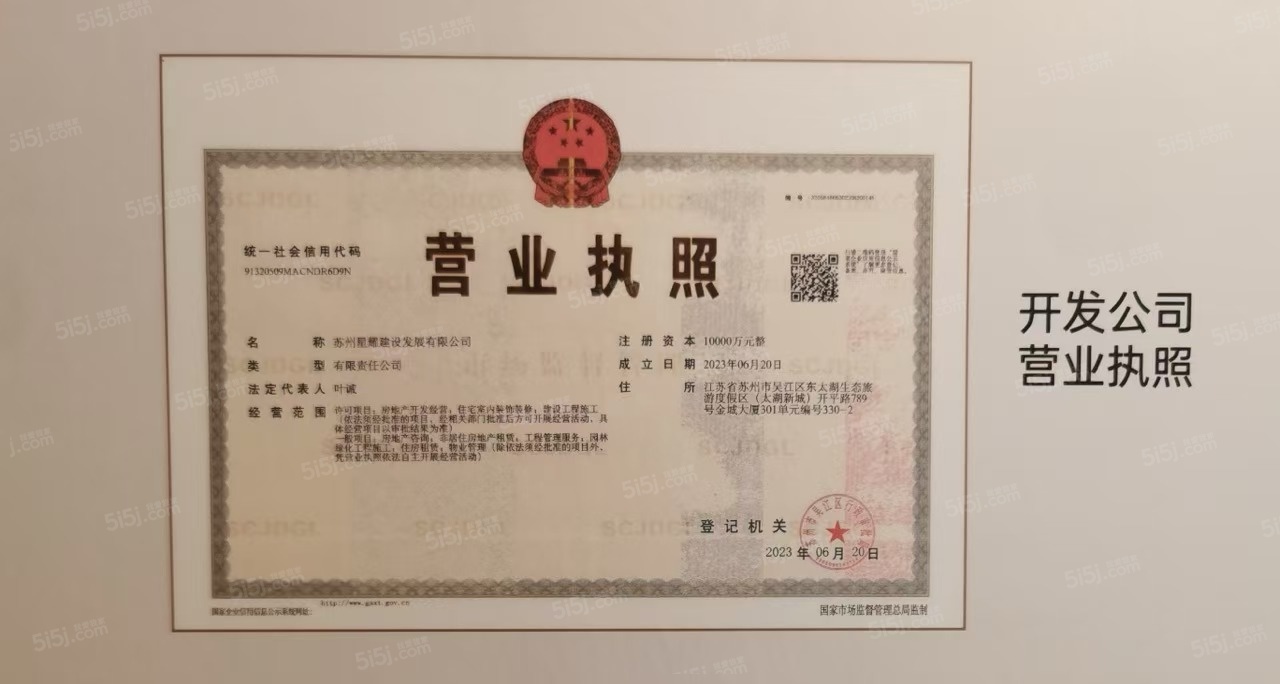 营业执照
统一社会信用代码
91320509MACNDR6D9N
编号
名称 苏州星耀建设发展有限公司
类型 有限责任公司
法定代表人 叶诚
经营范围 许可项目：房地产开发经营；住宅室内装饰装修；建设工程施工
（依法须经批准的项目，经相关部门批准后方可开展经营活动，具
体经营项目以审批结果为准）
一般项目：房地产咨询；非居住房地产租赁；工程管理服务；园林
绿化工程施工；住房租赁；物业管理（除依法须经批准的项目外，
凭营业执照依法自主开展经营活动）
注册资本 10000万元整
成立日期 2023年06月20日
住所 江苏省苏州市吴江区东太湖生态旅
游度假区（太湖新城）开平路789
号金城大厦301单元编号330-2
登记机关
2023年06月20日
国家企业信用信息公示系统网址：
http://www.gsxt.gov.cn
国家市场监督管理总局监制
开发公司
营业执照
5i5j.com
SCJDGL